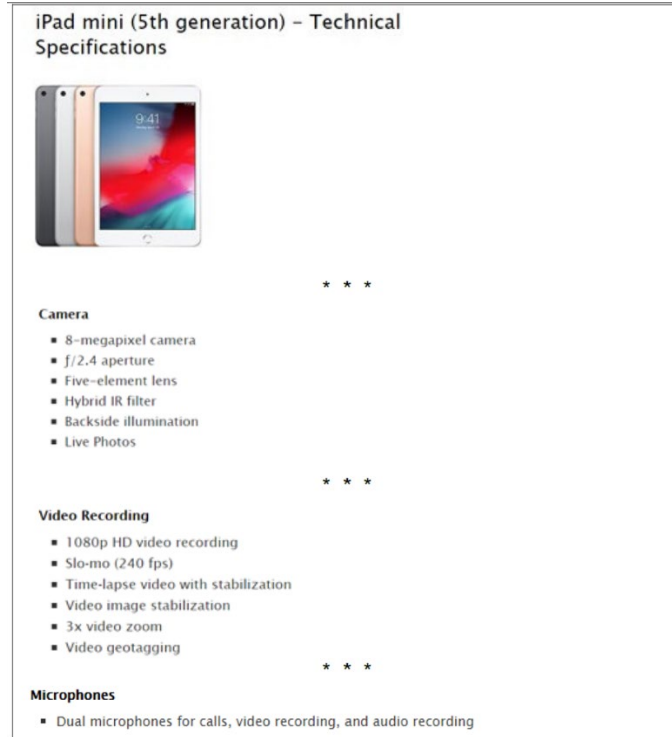 iPad mini (5th generation) – Technical
Specifications
9:41
* * *
Camera
▪ 8-megapixel camera
▪ ƒ/2.4 aperture
▪ Five-element lens
▪ Hybrid IR filter
▪ Backside illumination
▪ Live Photos
* * *
Video Recording
▪ 1080p HD video recording
▪ Slo-mo (240 fps)
▪ Time-lapse video with stabilization
▪ Video image stabilization
▪ 3x video zoom
▪ Video geotagging
* * *
Microphones
▪ Dual microphones for calls, video recording, and audio recording